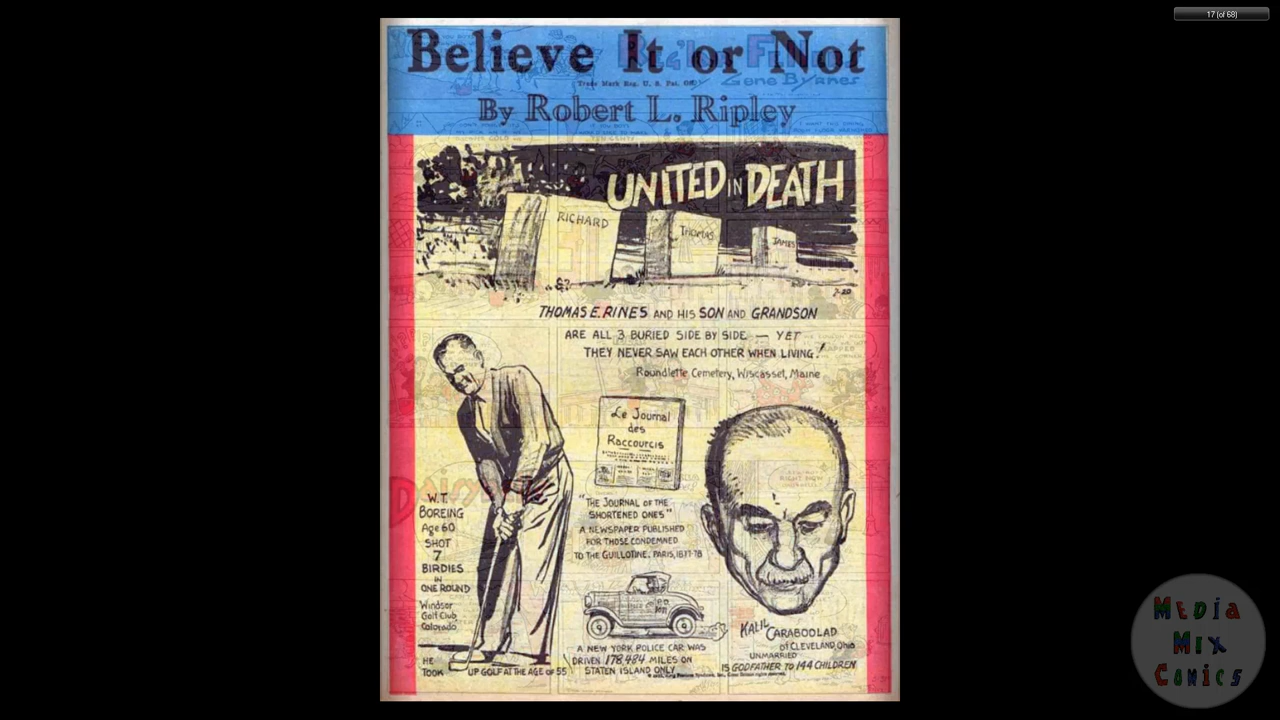 17 (of 68)
Believe It or Not
Trade Mark Reg. U. S. Pat. Off.
By Robert L. Ripley
Gene Byrnes
UNITED IN DEATH
RICHARD
THOMAS
JAMES
THOMAS E. RINES AND HIS SON AND GRANDSON
ARE ALL 3 BURIED SIDE BY SIDE — YET
THEY NEVER SAW EACH OTHER WHEN LIVING!
Roundlette Cemetery, Wiscasset, Maine
Le Journal
des
Raccourcis
"THE JOURNAL OF THE
SHORTENED ONES"
A NEWSPAPER PUBLISHED
FOR THOSE CONDEMNED
TO THE GUILLOTINE. PARIS, 1877-78
W.T.
BOREING
Age 60
SHOT
7
BIRDIES
IN
ONE ROUND
Windsor
Golf Club,
Colorado.
HE
TOOK UP GOLF AT THE AGE OF 55
A NEW YORK POLICE CAR WAS
DRIVEN 178,484 MILES ON
STATEN ISLAND ONLY
KALIL CARABOOLAD
of CLEVELAND, Ohio
UNMARRIED
IS GODFATHER TO 144 CHILDREN
MEDiA
MiX
COMiCS